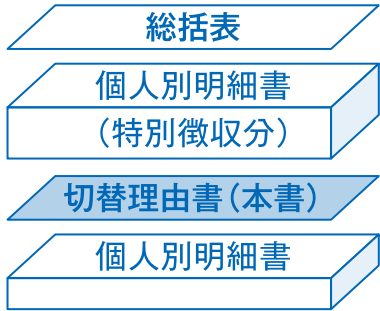 総括表
個人別明細書
（特別徴収分）
切替理由書（本書）
個人別明細書